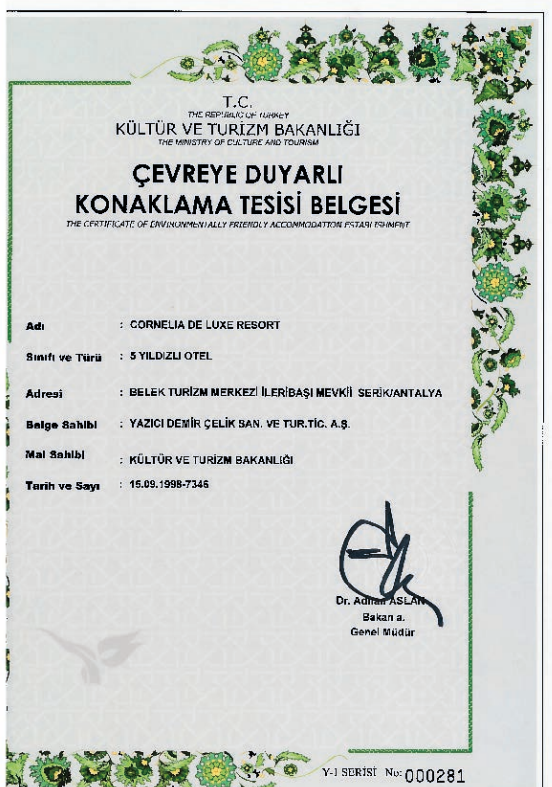 T.C.
THE REPUBLIC OF TURKEY
KÜLTÜR VE TURİZM BAKANLIĞI
THE MINISTRY OF CULTURE AND TOURISM
ÇEVREYE DUYARLI
KONAKLAMA TESİSİ BELGESİ
THE CERTIFICATE OF ENVIRONMENTALLY FRIENDLY ACCOMMODATION ESTABLISHMENT
Adı : CORNELIA DE LUXE RESORT
Sınıfı ve Türü : 5 YILDIZLI OTEL
Adresi : BELEK TURİZM MERKEZİ İLERİBAŞI MEVKİİ SERİK/ANTALYA
Belge Sahibi : YAZICI DEMİR ÇELİK SAN. VE TUR.TİC. A.Ş.
Mal Sahibi : KÜLTÜR VE TURİZM BAKANLIĞI
Tarih ve Sayı : 15.09.1998-7346
Dr. Adnan ASLAN
Bakan a.
Genel Müdür
Y-1 SERİSİ No: 000281